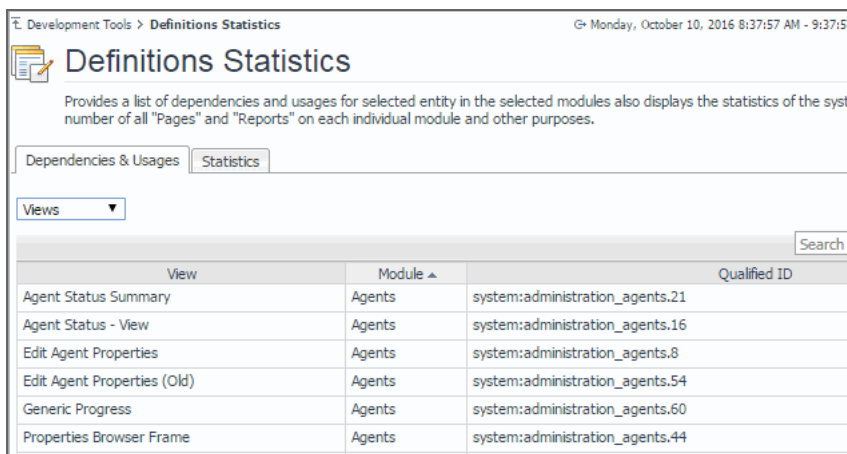 Development Tools > Definitions Statistics
Monday, October 10, 2016 8:37:57 AM - 9:37:5
Definitions Statistics
Provides a list of dependencies and usages for selected entity in the selected modules also displays the statistics of the syst
number of all "Pages" and "Reports" on each individual module and other purposes.
Dependencies & Usages Statistics
Views
Search
View Module Qualified ID
Agent Status Summary Agents system:administration_agents.21
Agent Status - View Agents system:administration_agents.16
Edit Agent Properties Agents system:administration_agents.8
Edit Agent Properties (Old) Agents system:administration_agents.54
Generic Progress Agents system:administration_agents.60
Properties Browser Frame Agents system:administration_agents.44